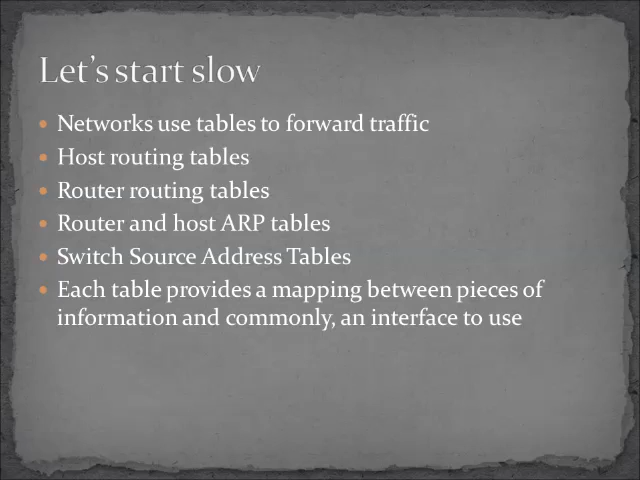 Let’s start slow
• Networks use tables to forward traffic
• Host routing tables
• Router routing tables
• Router and host ARP tables
• Switch Source Address Tables
• Each table provides a mapping between pieces of
information and commonly, an interface to use